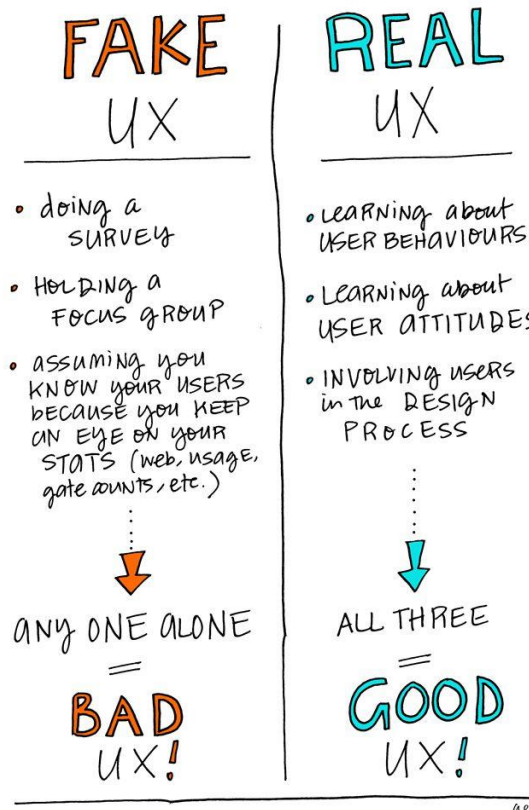 FAKE
UX
• doing a
SURVEY
• HOLDING a
FOCUS GROUP
• assuming you
KNOW YOUR USERS
because you KEEP
AN EYE ON YOUR
STATS (web, usage,
gate counts, etc.)
ANY ONE ALONE
=
BAD
UX!
REAL
UX
• LEARNING about
USER BEHAVIOURS
• LEARNING about
USER ATTITUDES
• INVOLVING users
in the DESIGN
PROCESS
ALL THREE
=
GOOD
UX!